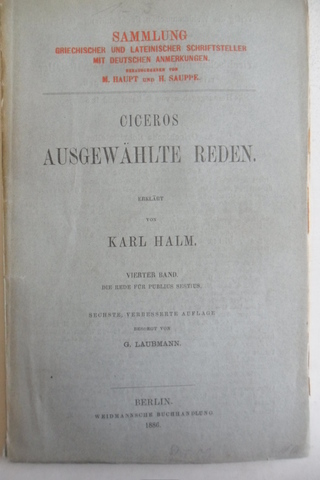 SAMMLUNG
GRIECHISCHER UND LATEINISCHER SCHRIFTSTELLER
MIT DEUTSCHEN ANMERKUNGEN.
HERAUSGEGEBEN VON
M. HAUPT UND H. SAUPPE.
CICEROS
AUSGEWÄHLTE REDEN.
ERKLÄRT
VON
KARL HALM.
VIERTER BAND.
DIE REDE FÜR PUBLIUS SESTIUS.
SECHSTE, VERBESSERTE AUFLAGE
BESORGT VON
G. LAUBMANN.
BERLIN.
WEIDMANNSCHE BUCHHANDLUNG.
1886.